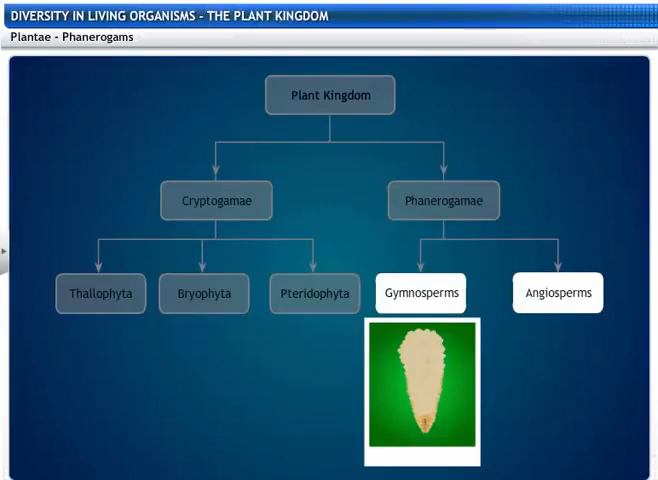 DIVERSITY IN LIVING ORGANISMS - THE PLANT KINGDOM
Plantae - Phanerogams
Plant Kingdom
Cryptogamae
Phanerogamae
Thallophyta
Bryophyta
Pteridophyta
Gymnosperms
Angiosperms